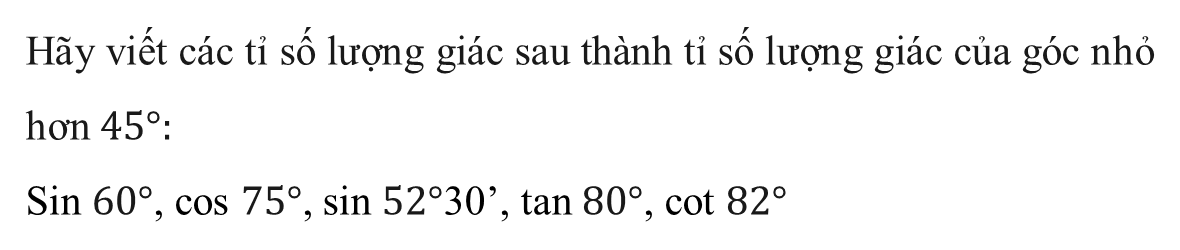 Hãy viết các tỉ số lượng giác sau thành tỉ số lượng giác của góc nhỏ
hơn 45°:
Sin 60°, cos 75°, sin 52°30’, tan 80°, cot 82°